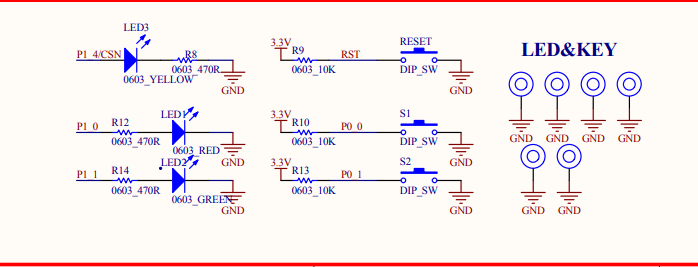 LED3
P1_4/CSN
R8
0603_470R
0603_YELLOW
GND
P1_0
R12
0603_470R
LED1
0603_RED
GND
P1_1
R14
0603_470R
LED2
0603_GREEN
GND
3.3V
R9
0603_10K
RST
RESET
DIP_SW
GND
3.3V
R10
0603_10K
P0_0
S1
DIP_SW
GND
3.3V
R13
0603_10K
P0_1
S2
DIP_SW
GND
LED&KEY
GND
GND
GND
GND
GND
GND